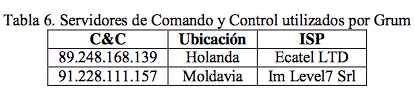 Tabla 6. Servidores de Comando y Control utilizados por Grum
C&C Ubicación ISP
89.248.168.139 Holanda Ecatel LTD
91.228.111.157 Moldavia Im Level7 Srl